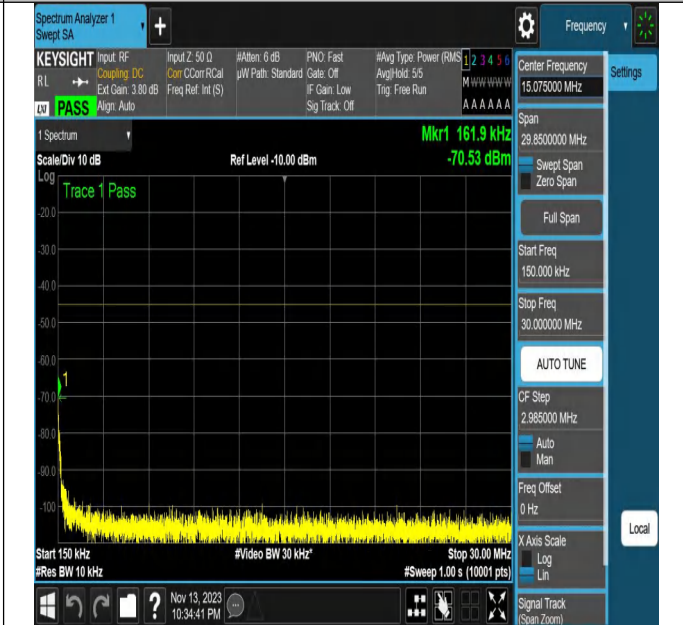 Spectrum Analyzer 1
Swept SA
+
Frequency
KEYSIGHT
RL
LXI PASS
Input: RF
Coupling: DC
Ext Gain: 3.80 dB
Align: Auto
Input Z: 50 Ω
Corr CCorr RCal
Freq Ref: Int (S)
#Atten: 6 dB
µW Path: Standard
PNO: Fast
Gate: Off
IF Gain: Low
Sig Track: Off
#Avg Type: Power (RMS
Avg|Hold: 5/5
Trig: Free Run
1 2 3 4 5 6
M W W W W W
A A A A A A
1 Spectrum
Scale/Div 10 dB
Log
Ref Level -10.00 dBm
Mkr1 161.9 kHz
-70.53 dBm
Trace 1 Pass
-20.0
-30.0
-40.0
-50.0
-60.0
1
-70.0
-80.0
-90.0
-100
Start 150 kHz
#Video BW 30 kHz*
Stop 30.00 MHz
#Res BW 10 kHz
#Sweep 1.00 s (10001 pts)
?
Nov 13, 2023
10:34:41 PM
Center Frequency
15.075000 MHz
Settings
Span
29.8500000 MHz
Swept Span
Zero Span
Full Span
Start Freq
150.000 kHz
Stop Freq
30.000000 MHz
AUTO TUNE
CF Step
2.985000 MHz
Auto
Man
Freq Offset
0 Hz
Local
X Axis Scale
Log
Lin
Signal Track
(Span Zoom)